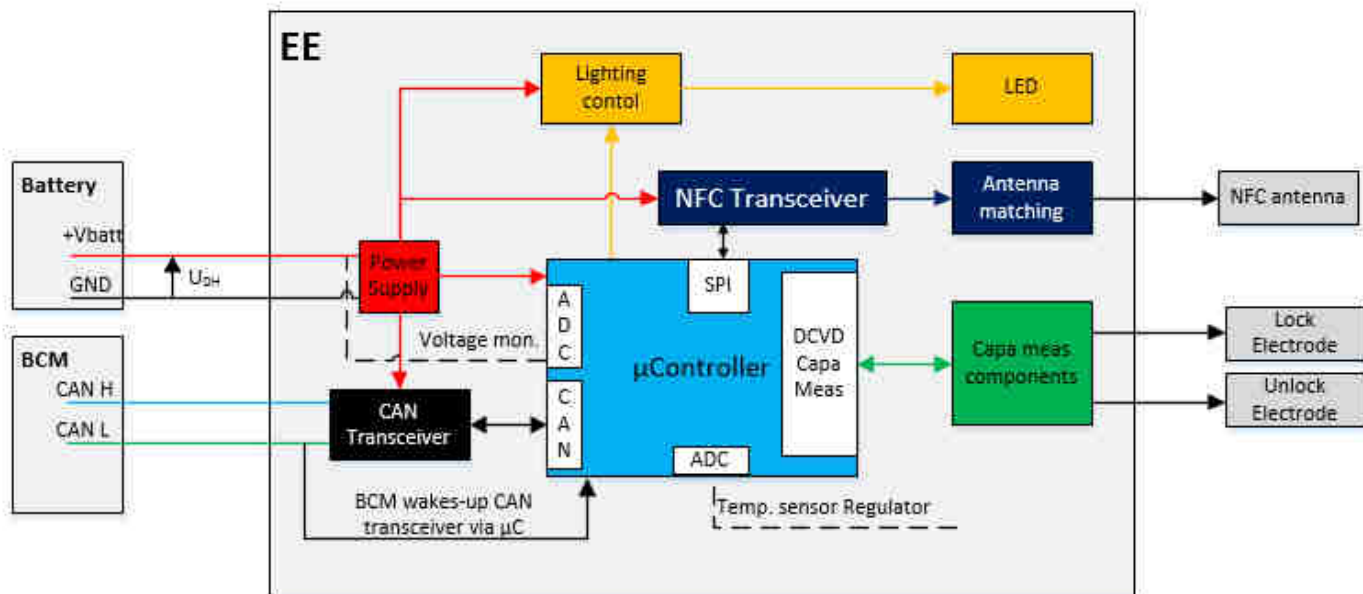 EE
Lighting
contol
LED
Battery
+Vbatt
GND
U_DH
Power
Supply
NFC Transceiver
Antenna
matching
NFC antenna
SPI
A
D
C
Voltage mon.
µController
DCVD
Capa
Meas
Capa meas
components
Lock
Electrode
Unlock
Electrode
BCM
CAN H
CAN L
CAN
Transceiver
C
A
N
ADC
BCM wakes-up CAN
transceiver via µC
Temp. sensor Regulator